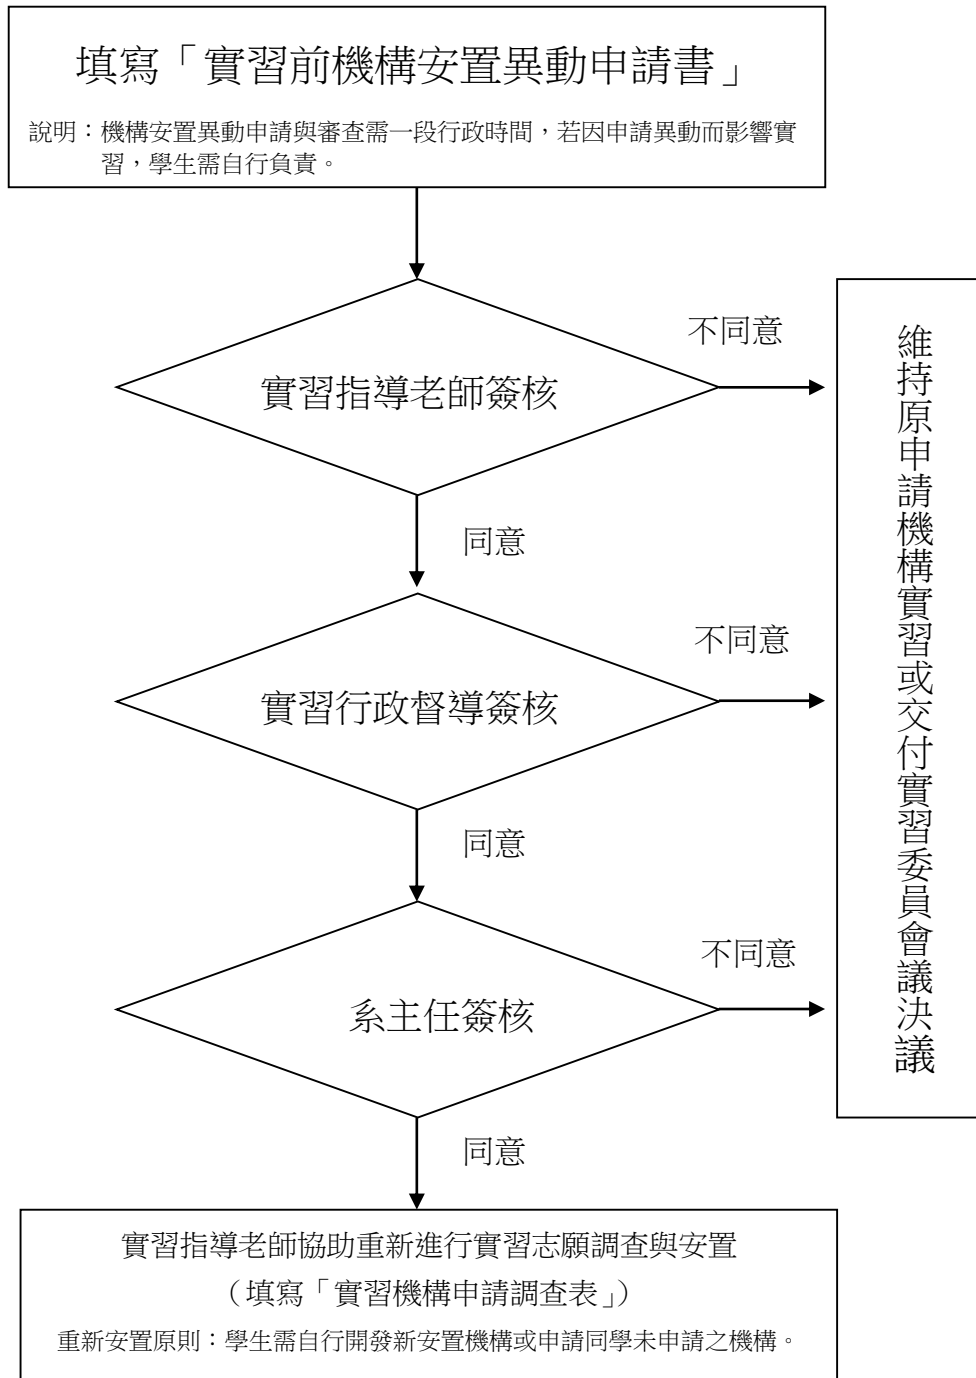 填寫「實習前機構安置異動申請書」
說明：機構安置異動申請與審查需一段行政時間，若因申請異動而影響實
習，學生需自行負責。
實習指導老師簽核
不同意
同意
實習行政督導簽核
不同意
同意
系主任簽核
不同意
同意
維持原申請機構實習或交付實習委員會議決議
實習指導老師協助重新進行實習志願調查與安置
（填寫「實習機構申請調查表」）
重新安置原則：學生需自行開發新安置機構或申請同學未申請之機構。